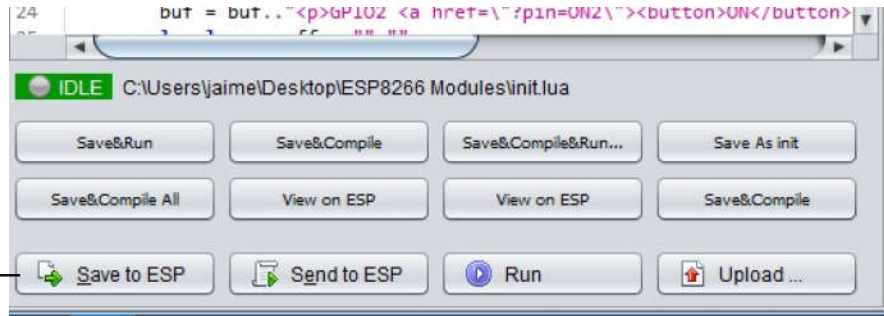 24 buf = buf.."<p>GPIO2 <a href=\"?pin=ON2\"><button>ON</button>
IDLE C:\Users\jaime\Desktop\ESP8266 Modules\init.lua
Save&Run Save&Compile Save&Compile&Run... Save As init
Save&Compile All View on ESP View on ESP Save&Compile
Save to ESP Send to ESP Run Upload ...